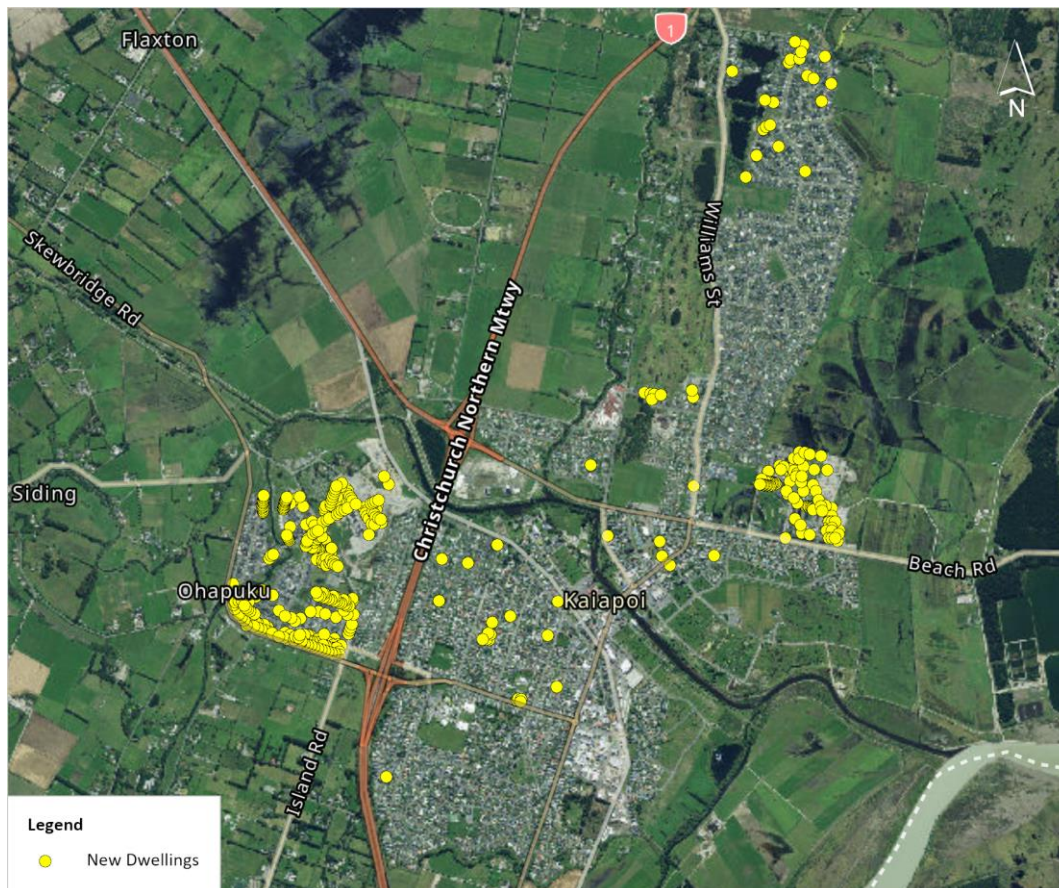 Flaxton
1
N
Skewbridge Rd
Williams St
Christchurch Northern Mtwy
Siding
Ohapuku
Kaiapoi
Beach Rd
Island Rd
Legend
New Dwellings